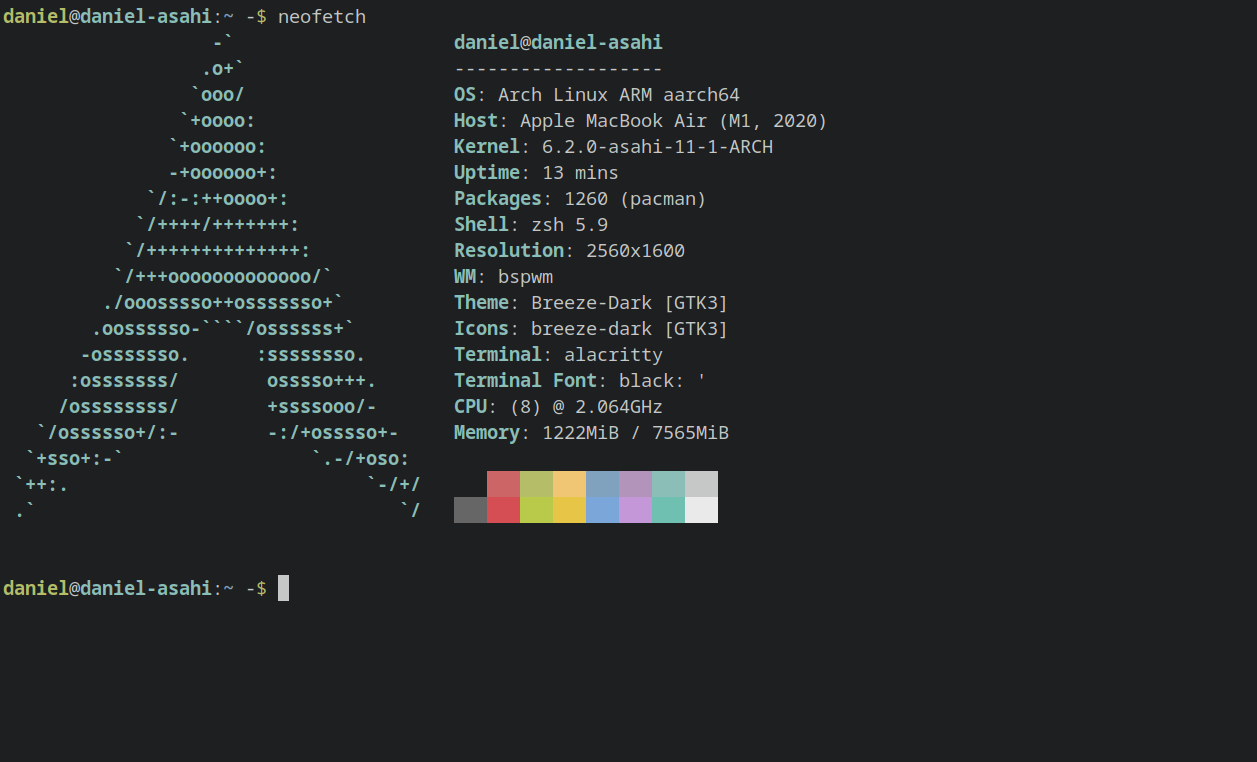 daniel@daniel-asahi:~ -$ neofetch
                   -`                    daniel@daniel-asahi
                  .o+`                   -------------------
                 `ooo/                   OS: Arch Linux ARM aarch64
                `+oooo:                  Host: Apple MacBook Air (M1, 2020)
               `+oooooo:                 Kernel: 6.2.0-asahi-11-1-ARCH
               -+oooooo+:                Uptime: 13 mins
             `/:-:++oooo+:               Packages: 1260 (pacman)
            `/++++/+++++++:              Shell: zsh 5.9
           `/++++++++++++++:             Resolution: 2560x1600
          `/+++ooooooooooooo/`           WM: bspwm
         ./ooosssso++osssssso+`          Theme: Breeze-Dark [GTK3]
        .oossssso-````/ossssss+`         Icons: breeze-dark [GTK3]
       -osssssso.      :ssssssso.        Terminal: alacritty
      :osssssss/        osssso+++.       Terminal Font: black: '
     /ossssssss/        +ssssooo/-       CPU: (8) @ 2.064GHz
   `/ossssso+/:-        -:/+osssso+-     Memory: 1222MiB / 7565MiB
  `+sso+:-`                 `.-/+oso:
 `++:.                           `-/+/
 .`                                 `/
daniel@daniel-asahi:~ -$